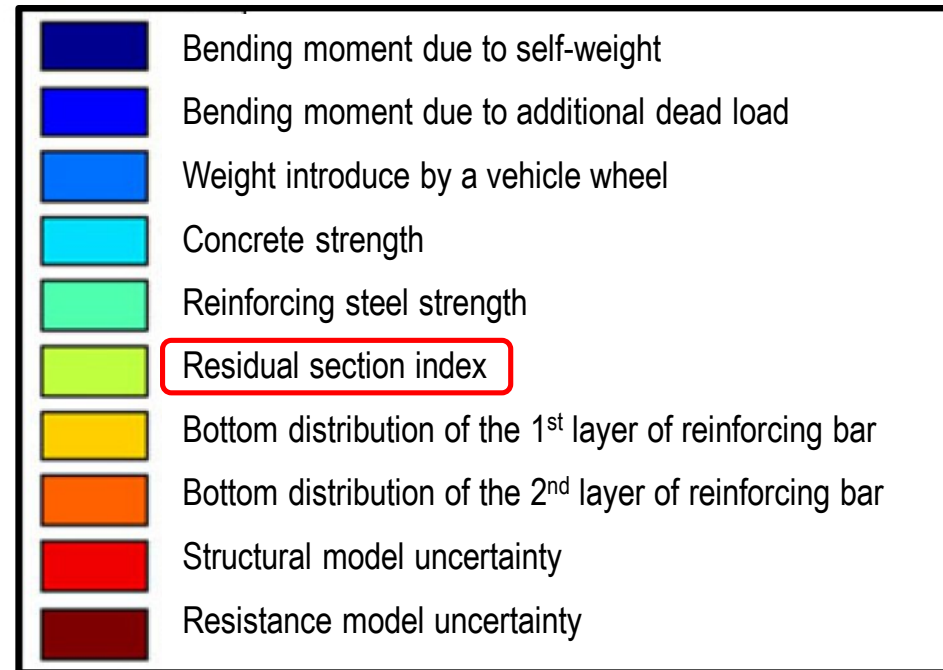 Bending moment due to self-weight
Bending moment due to additional dead load
Weight introduce by a vehicle wheel
Concrete strength
Reinforcing steel strength
Residual section index
Bottom distribution of the 1st layer of reinforcing bar
Bottom distribution of the 2nd layer of reinforcing bar
Structural model uncertainty
Resistance model uncertainty